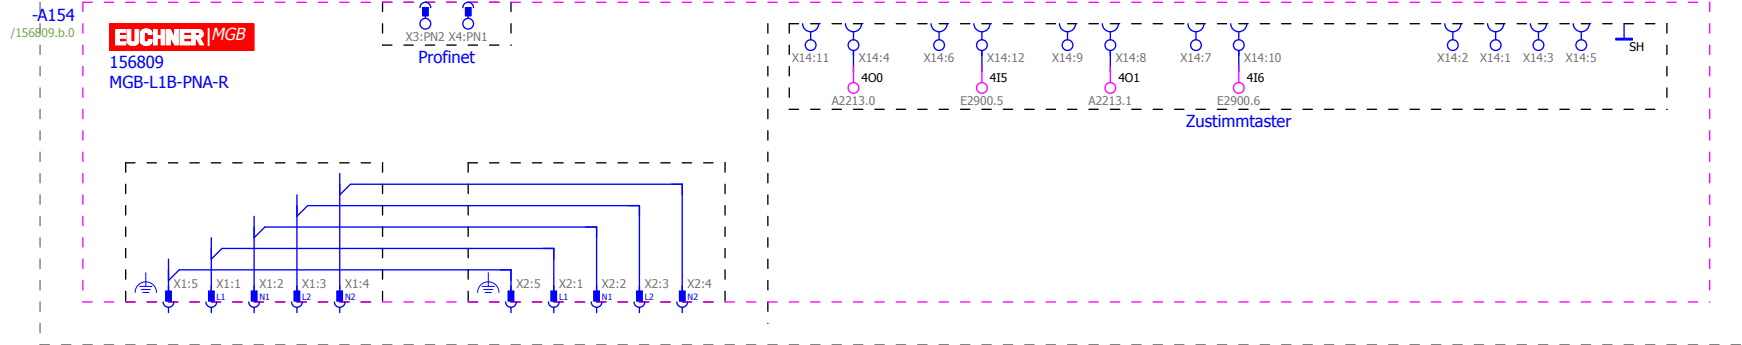 -A154
/156809.b.0
EUCHNER|MGB
156809
MGB-L1B-PNA-R
X3:PN2 X4:PN1
Profinet
X14:11 X14:4 X14:6 X14:12 X14:9 X14:8 X14:7 X14:10 X14:2 X14:1 X14:3 X14:5 SH
4O0 4I5 4O1 4I6
A2213.0 E2900.5 A2213.1 E2900.6
Zustimmtaster
X1:5 X1:1 X1:2 X1:3 X1:4 X2:5 X2:1 X2:2 X2:3 X2:4
L1 N1 L2 N2 L1 N1 L2 N2